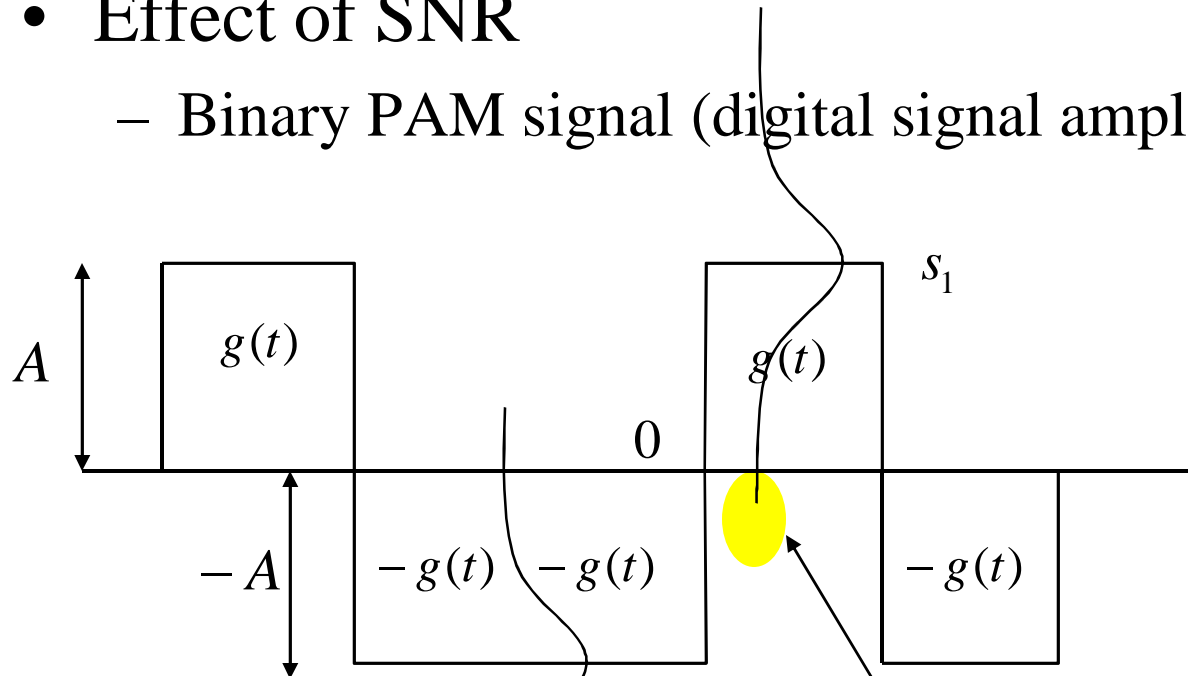 • Effect of SNR
– Binary PAM signal (digital signal ampl
s₁
g(t)
A
g(t)
0
– A
– g(t) – g(t)
– g(t)